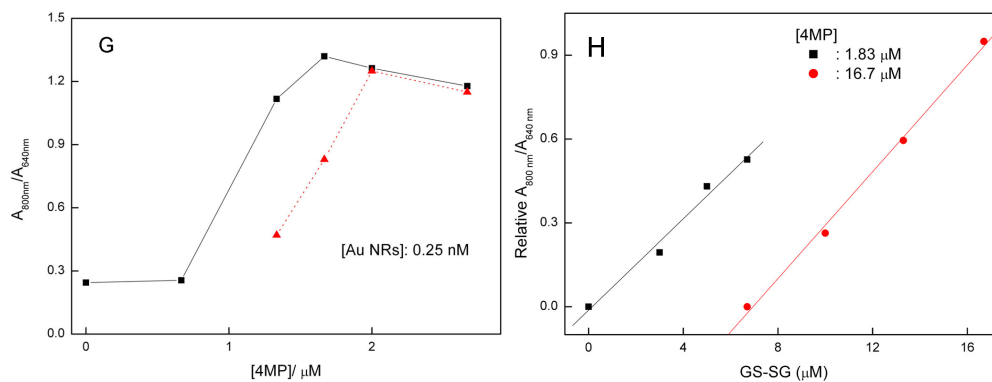 G
1.5
1.2
0.9
0.6
0.3
0.0
A800nm/A640nm
[Au NRs]: 0.25 nM
0 1 2
[4MP]/ μM
H
[4MP]
: 1.83 μM
: 16.7 μM
0.9
0.6
0.3
0.0
Relative A800 nm/A640 nm
0 4 8 12 16
GS-SG (μM)